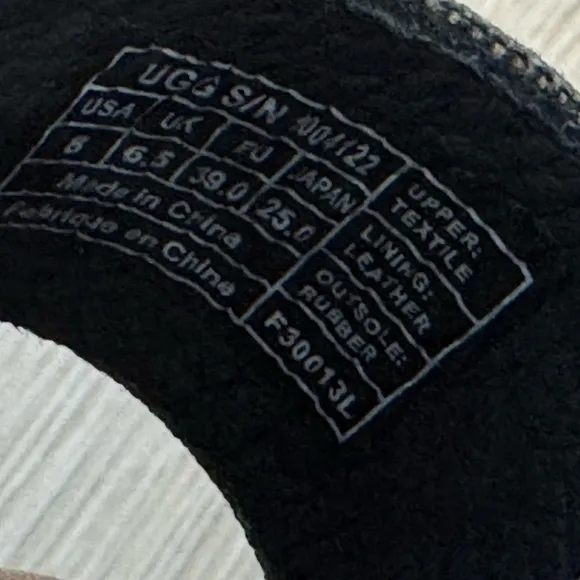 UGG S/N 1004122
USA UK EU JAPAN
8 6.5 39.0 25.0
Made in China
Fabrique en Chine
UPPER:
TEXTILE
LINING:
LEATHER
OUTSOLE:
RUBBER
F30013L